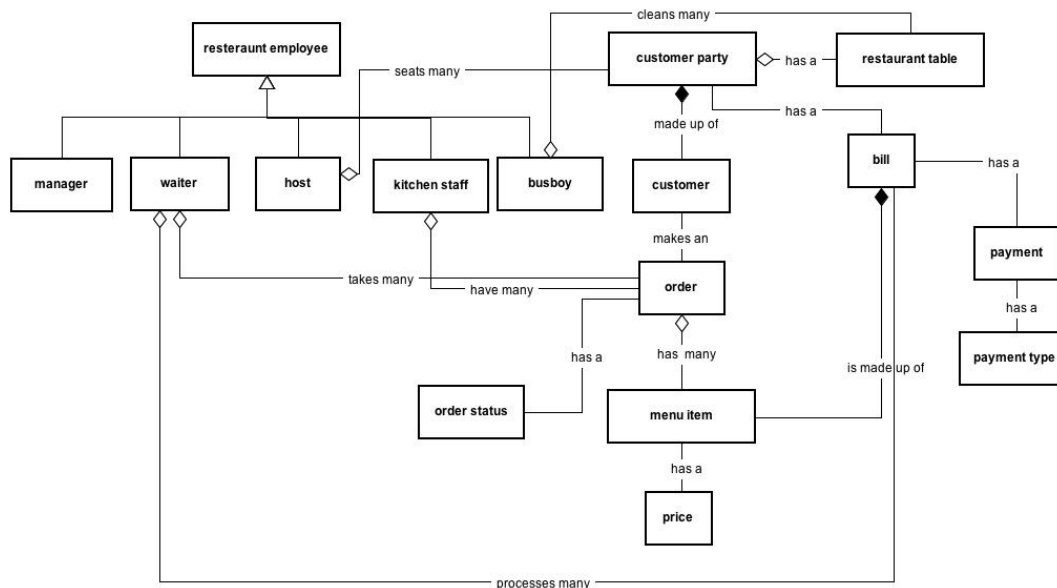 cleans many
resteraunt employee
customer party
has a
restaurant table
seats many
has a
made up of
bill
has a
manager
waiter
host
kitchen staff
busboy
customer
makes an
payment
takes many
have many
order
has a
has a
has many
is made up of
payment type
order status
menu item
has a
price
processes many